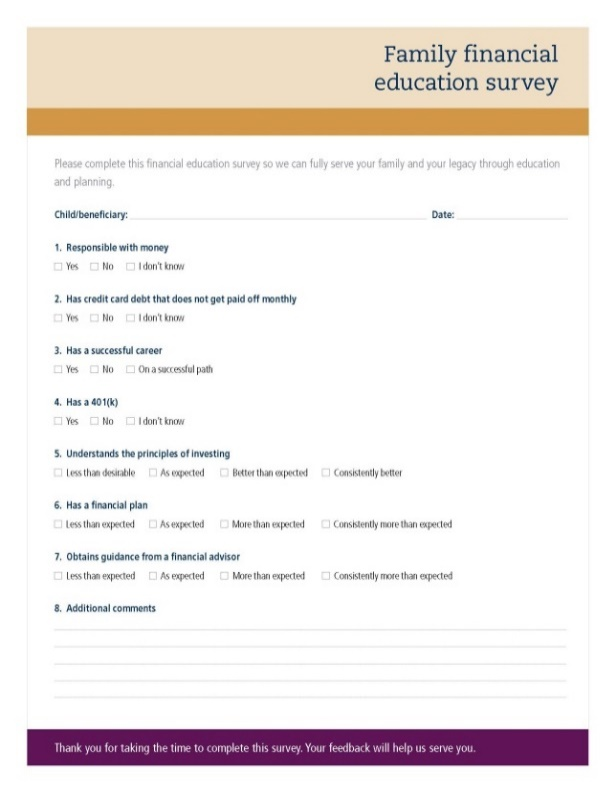 Family financial
education survey
Please complete this financial education survey so we can fully serve your family and your legacy through education
and planning.
Child/beneficiary: Date:
1. Responsible with money
Yes No I don't know
2. Has credit card debt that does not get paid off monthly
Yes No I don't know
3. Has a successful career
Yes No On a successful path
4. Has a 401(k)
Yes No I don't know
5. Understands the principles of investing
Less than desirable As expected Better than expected Consistently better
6. Has a financial plan
Less than expected As expected More than expected Consistently more than expected
7. Obtains guidance from a financial advisor
Less than expected As expected More than expected Consistently more than expected
8. Additional comments
Thank you for taking the time to complete this survey. Your feedback will help us serve you.